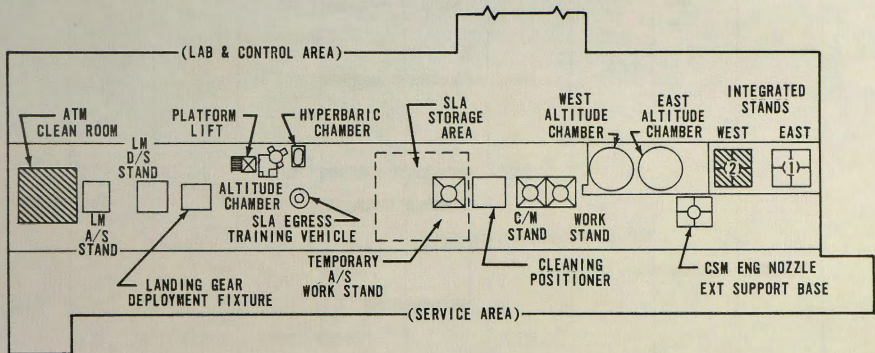 (LAB & CONTROL AREA)
ATM
CLEAN ROOM
LM
D/S
STAND
PLATFORM
LIFT
HYPERBARIC
CHAMBER
SLA
STORAGE
AREA
WEST
ALTITUDE
CHAMBER
EAST
ALTITUDE
CHAMBER
INTEGRATED
STANDS
WEST
EAST
(2)
(1)
LM
A/S
STAND
ALTITUDE
CHAMBER
SLA EGRESS
TRAINING VEHICLE
C/M
STAND
WORK
STAND
LANDING GEAR
DEPLOYMENT FIXTURE
TEMPORARY
A/S
WORK STAND
CLEANING
POSITIONER
CSM ENG NOZZLE
EXT SUPPORT BASE
(SERVICE AREA)